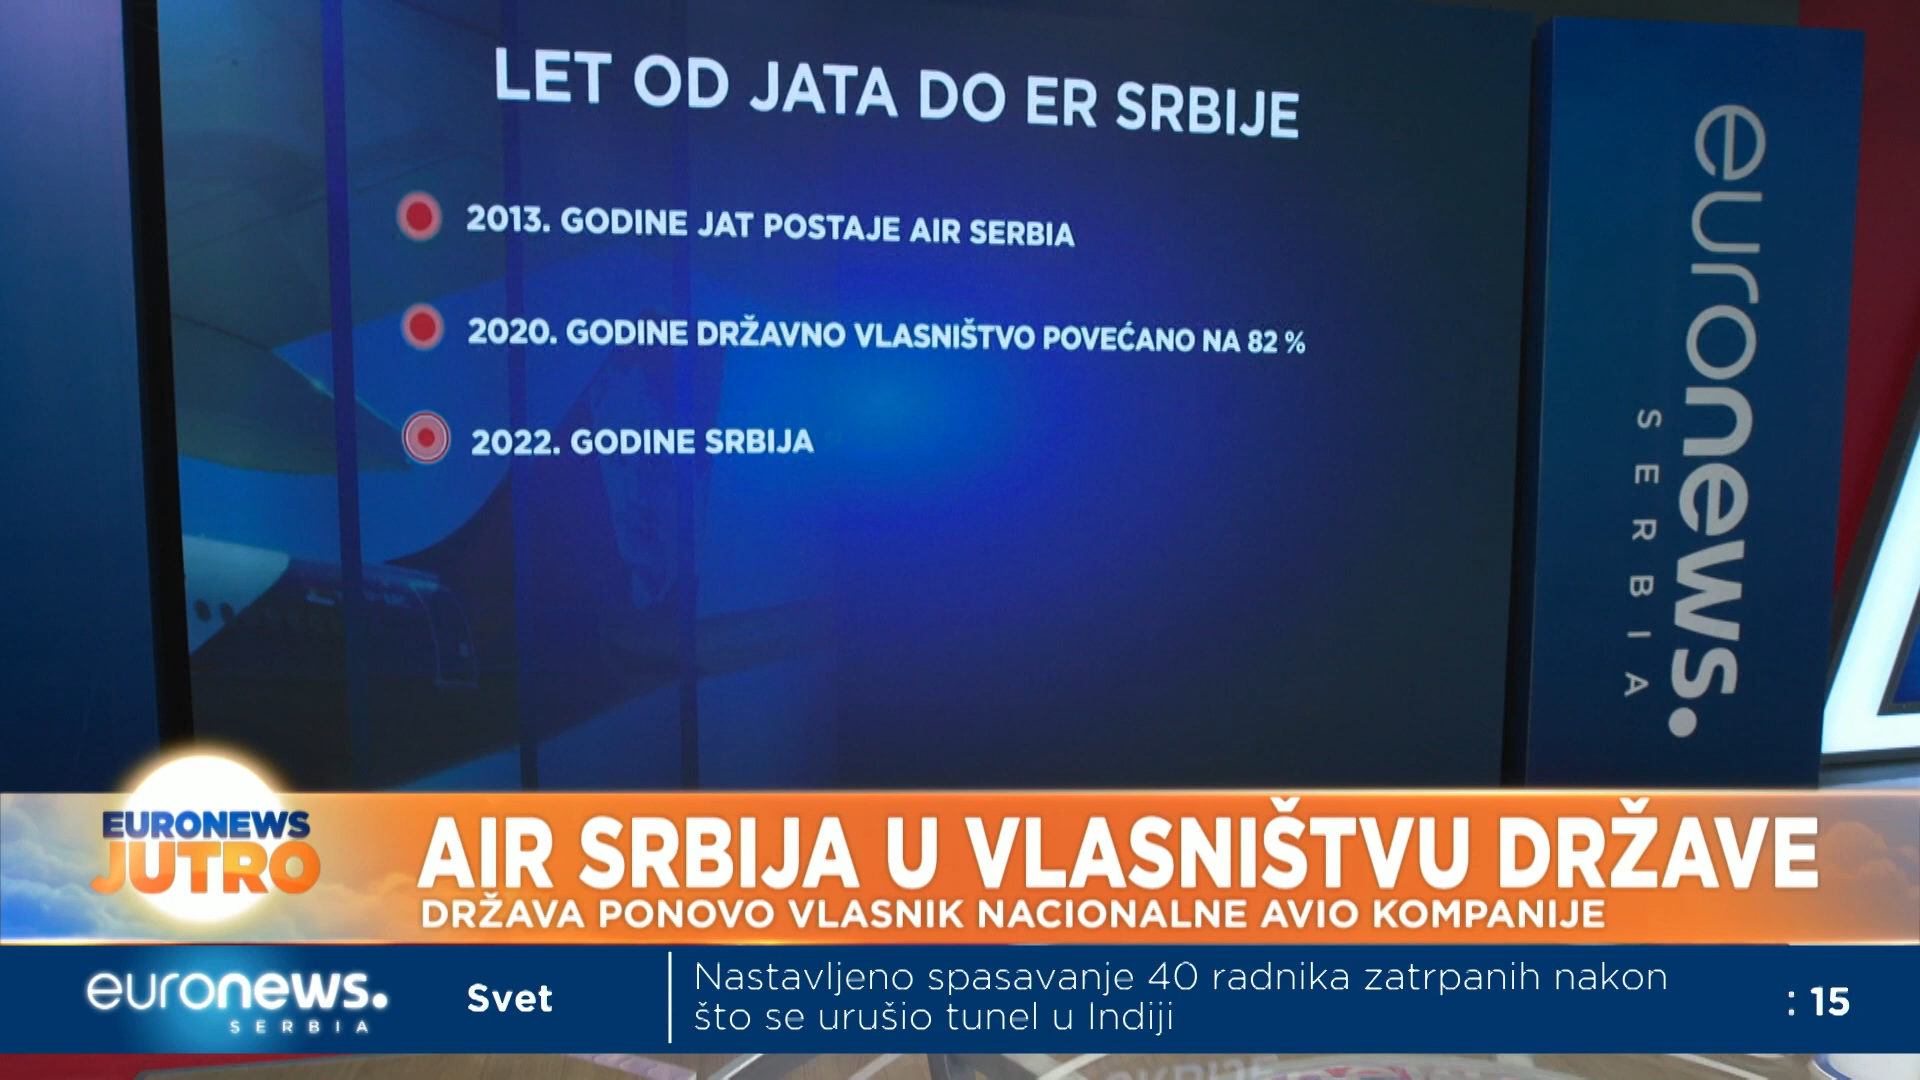 LET OD JATA DO ER SRBIJE
2013. GODINE JAT POSTAJE AIR SERBIA
2020. GODINE DRŽAVNO VLASNIŠTVO POVEĆANO NA 82 %
2022. GODINE SRBIJA
euronews.
SERBIA
EURONEWS
JUTRO
AIR SRBIJA U VLASNIŠTVU DRŽAVE
DRŽAVA PONOVO VLASNIK NACIONALNE AVIO KOMPANIJE
euronews.
SERBIA
Svet
Nastavljeno spasavanje 40 radnika zatrpanih nakon
što se urušio tunel u Indiji
: 15